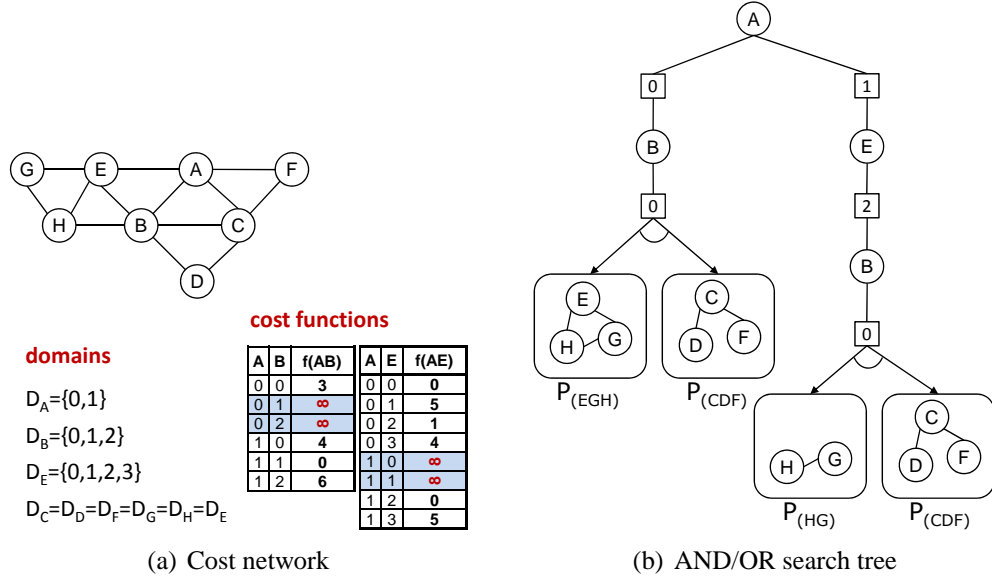 G E A F
H B C
D
cost functions
domains
D_A={0,1}
D_B={0,1,2}
D_E={0,1,2,3}
D_C=D_D=D_F=D_G=D_H=D_E
A B f(AB)
0 0 3
0 1 ∞
0 2 ∞
1 0 4
1 1 0
1 2 6
A E f(AE)
0 0 0
0 1 5
0 2 1
0 3 4
1 0 ∞
1 1 ∞
1 2 0
1 3 5
(a) Cost network
A
0 1
B E
0 2
B
E
H G
C
D F
0
P(EGH) P(CDF)
H G
C
D F
P(HG) P(CDF)
(b) AND/OR search tree